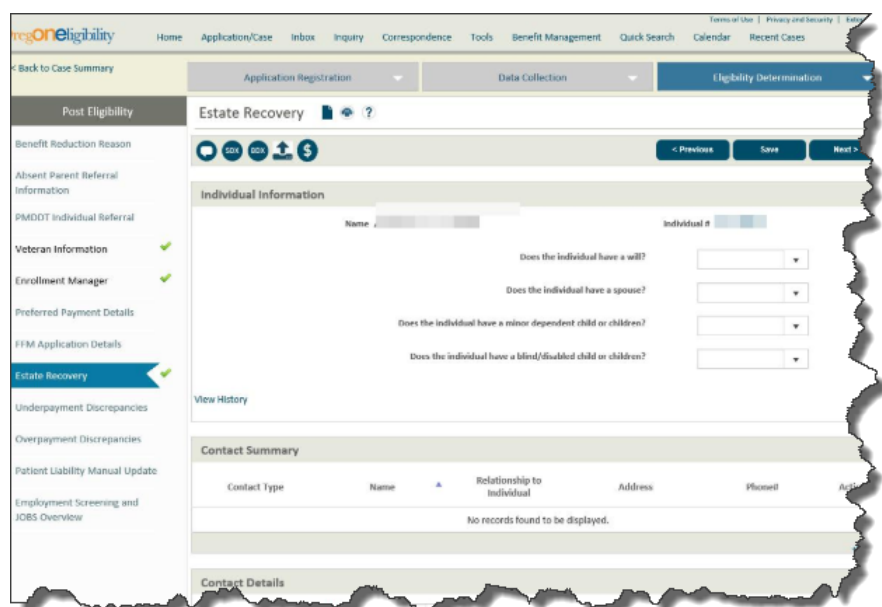 Terms of Use | Privacy and Security |
regONEligibility
Home Application/Case Inbox Inquiry Correspondence Tools Benefit Management Quick Search Calendar Recent Cases
< Back to Case Summary
Application Registration Data Collection Eligibility Determination
Post Eligibility
Estate Recovery ?
Benefit Reduction Reason
SDX BDX $
< Previous Save Next >
Absent Parent Referral
Information
Individual Information
PMDDT Individual Referral
Name Individual #
Veteran Information
Does the individual have a will?
Enrollment Manager
Does the individual have a spouse?
Preferred Payment Details
Does the individual have a minor dependent child or children?
FFM Application Details
Does the individual have a blind/disabled child or children?
Estate Recovery
View History
Underpayment Discrepancies
Overpayment Discrepancies
Contact Summary
Patient Liability Manual Update
Contact Type Name Relationship to Individual Address Phone#
Employment Screening and
JOBS Overview
No records found to be displayed.
Contact Details